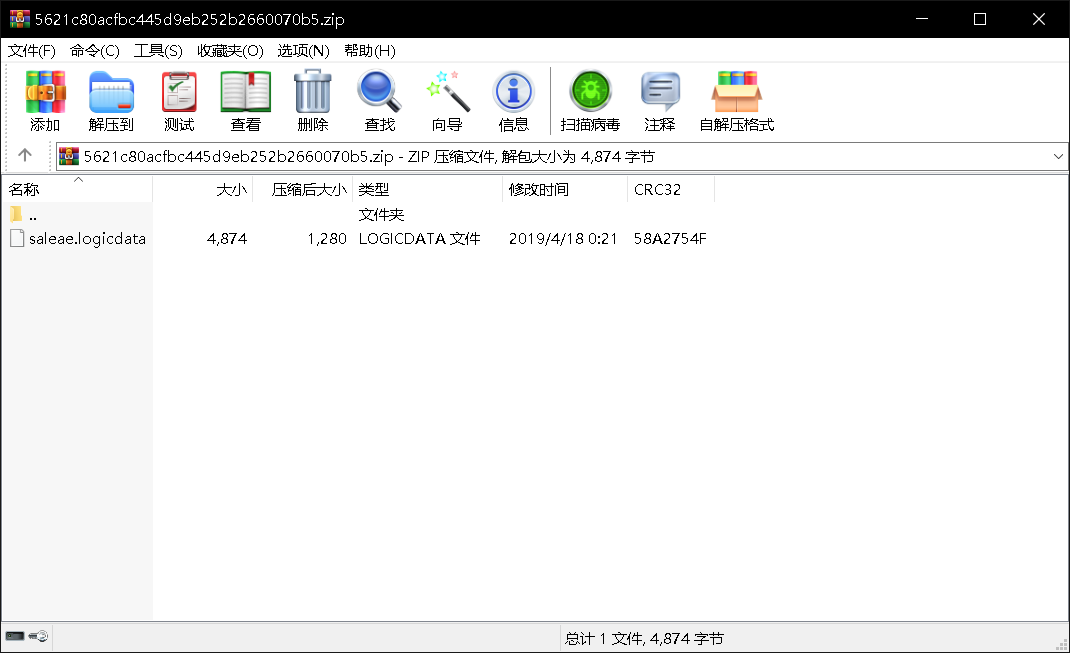 5621c80acfbc445d9eb252b2660070b5.zip
文件(F) 命令(C) 工具(S) 收藏夹(O) 选项(N) 帮助(H)
添加 解压到 测试 查看 删除 查找 向导 信息 扫描病毒 注释 自解压格式
5621c80acfbc445d9eb252b2660070b5.zip - ZIP 压缩文件, 解包大小为 4,874 字节
名称 大小 压缩后大小 类型 修改时间 CRC32
.. 文件夹
saleae.logicdata 4,874 1,280 LOGICDATA 文件 2019/4/18 0:21 58A2754F
总计 1 文件, 4,874 字节